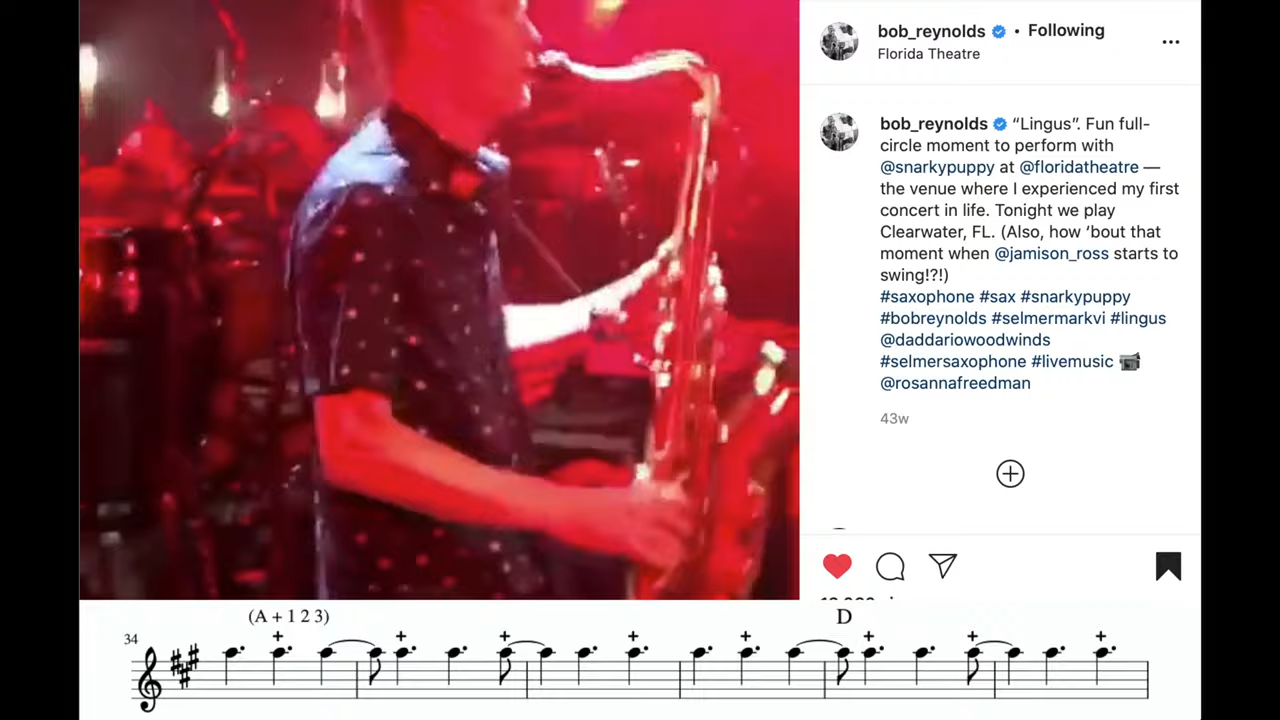 bob_reynolds • Following
Florida Theatre
bob_reynolds “Lingus”. Fun full-
circle moment to perform with
@snarkypuppy at @floridatheatre —
the venue where I experienced my first
concert in life. Tonight we play
Clearwater, FL. (Also, how ‘bout that
moment when @jamison_ross starts to
swing!?!)
#saxophone #sax #snarkypuppy
#bobreynolds #selmermarkvi #lingus
@daddariowoodwinds
#selmersaxophone #livemusic 📹
@rosannafreedman
43w
(A + 1 2 3)
D
34